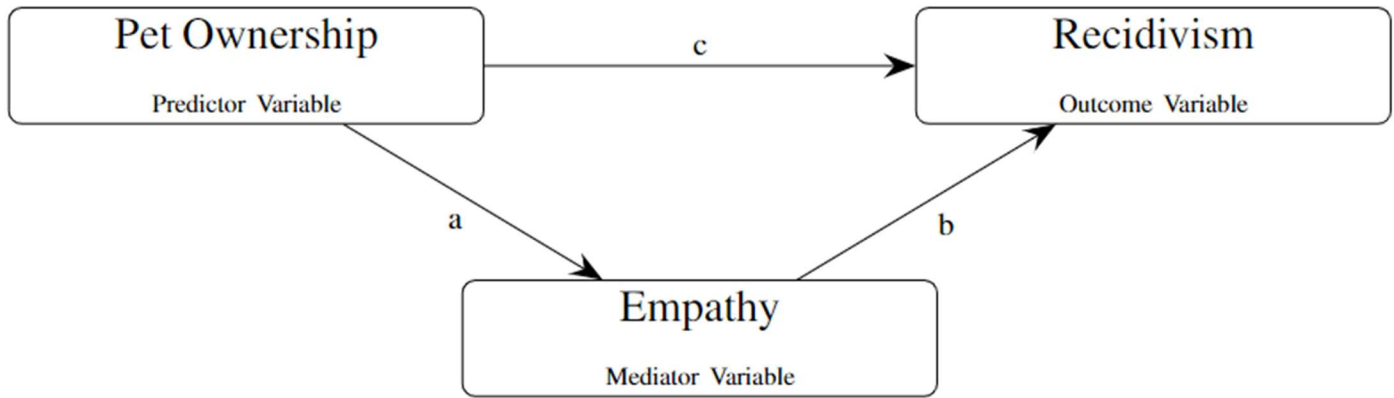 Pet Ownership
Predictor Variable
c
Recidivism
Outcome Variable
a
b
Empathy
Mediator Variable